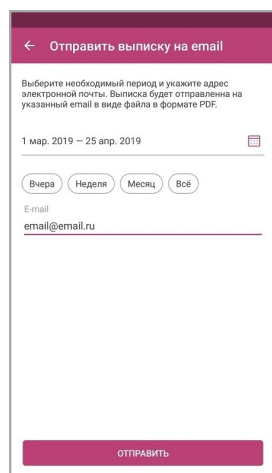 ← Отправить выписку на email
Выберите необходимый период и укажите адрес
электронной почты. Выписка будет отправленна на
указанный email в виде файла в формате PDF.
1 мар. 2019 — 25 апр. 2019
Вчера Неделя Месяц Всё
E-mail
email@email.ru
ОТПРАВИТЬ